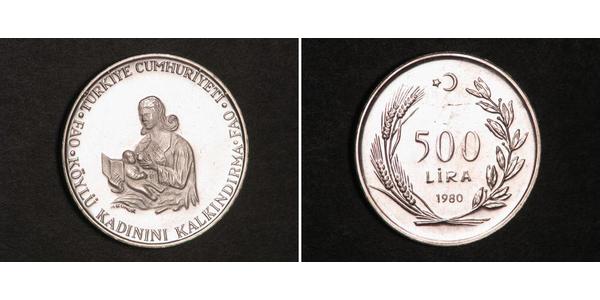 TÜRKİYE CUMHURİYETİ • FAO • KÖYLÜ KADININI KALKINDIRMA • FAO •
500
LİRA
1980